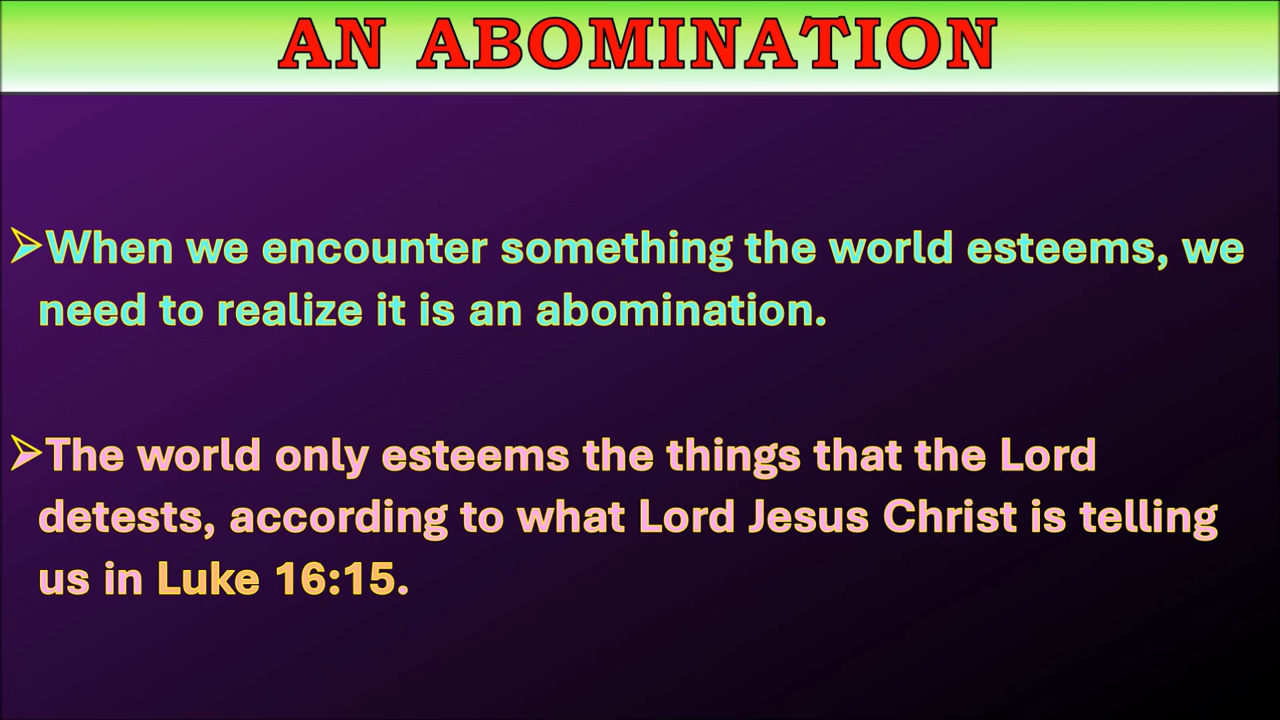 AN ABOMINATION
➢When we encounter something the world esteems, we
need to realize it is an abomination.
➢The world only esteems the things that the Lord
detests, according to what Lord Jesus Christ is telling
us in Luke 16:15.